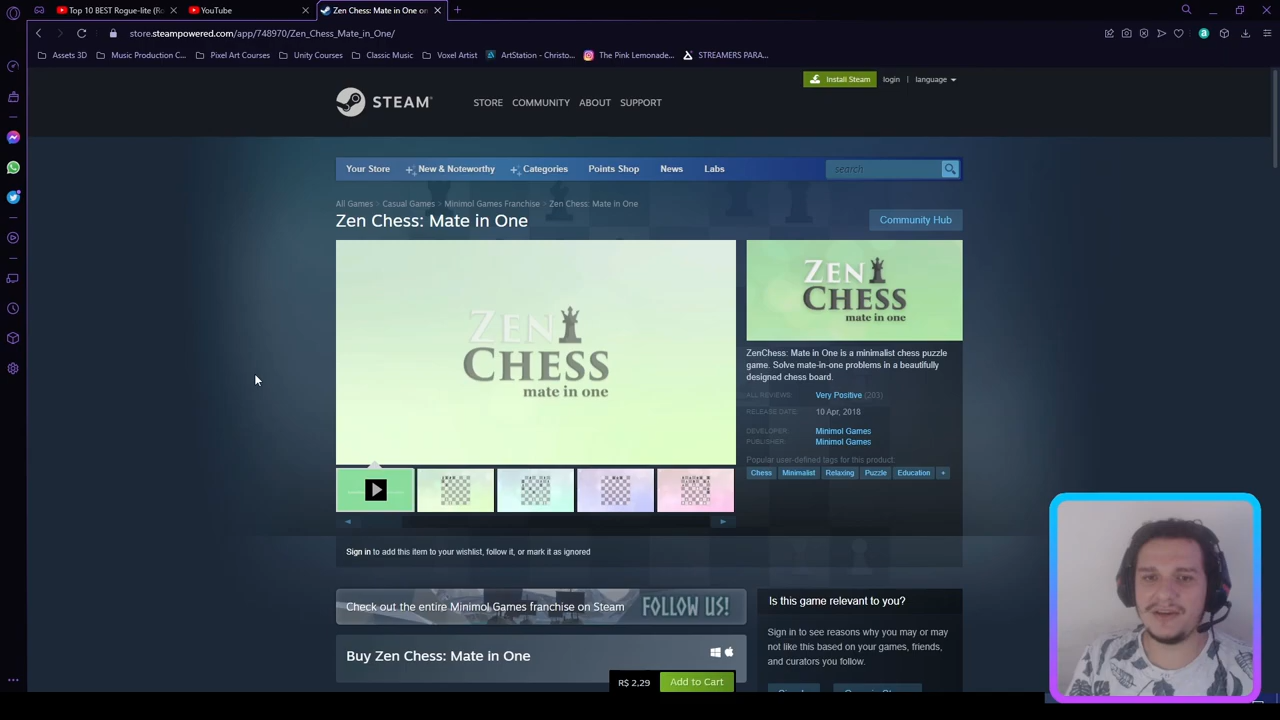 Top 10 BEST Rogue-lite (Ro
YouTube
Zen Chess: Mate in One on
store.steampowered.com/app/748970/Zen_Chess_Mate_in_One/
Assets 3D
Music Production C...
Pixel Art Courses
Unity Courses
Classic Music
Voxel Artist
ArtStation - Christo...
The Pink Lemonade...
STREAMERS PARA...
Install Steam
login
language
STEAM
STORE
COMMUNITY
ABOUT
SUPPORT
Your Store
New & Noteworthy
Categories
Points Shop
News
Labs
search
All Games > Casual Games > Minimol Games Franchise > Zen Chess: Mate in One
Zen Chess: Mate in One
Community Hub
ZEN
CHESS
mate in one
ZEN
CHESS
mate in one
ZenChess: Mate in One is a minimalist chess puzzle
game. Solve mate-in-one problems in a beautifully
designed chess board.
ALL REVIEWS: Very Positive (203)
RELEASE DATE: 10 Apr, 2018
DEVELOPER: Minimol Games
PUBLISHER: Minimol Games
Popular user-defined tags for this product:
Chess
Minimalist
Relaxing
Puzzle
Education
+
Sign in to add this item to your wishlist, follow it, or mark it as ignored
Check out the entire Minimol Games franchise on Steam
FOLLOW US!
Is this game relevant to you?
Sign in to see reasons why you may or may
not like this based on your games, friends,
and curators you follow.
Buy Zen Chess: Mate in One
R$ 2,29
Add to Cart